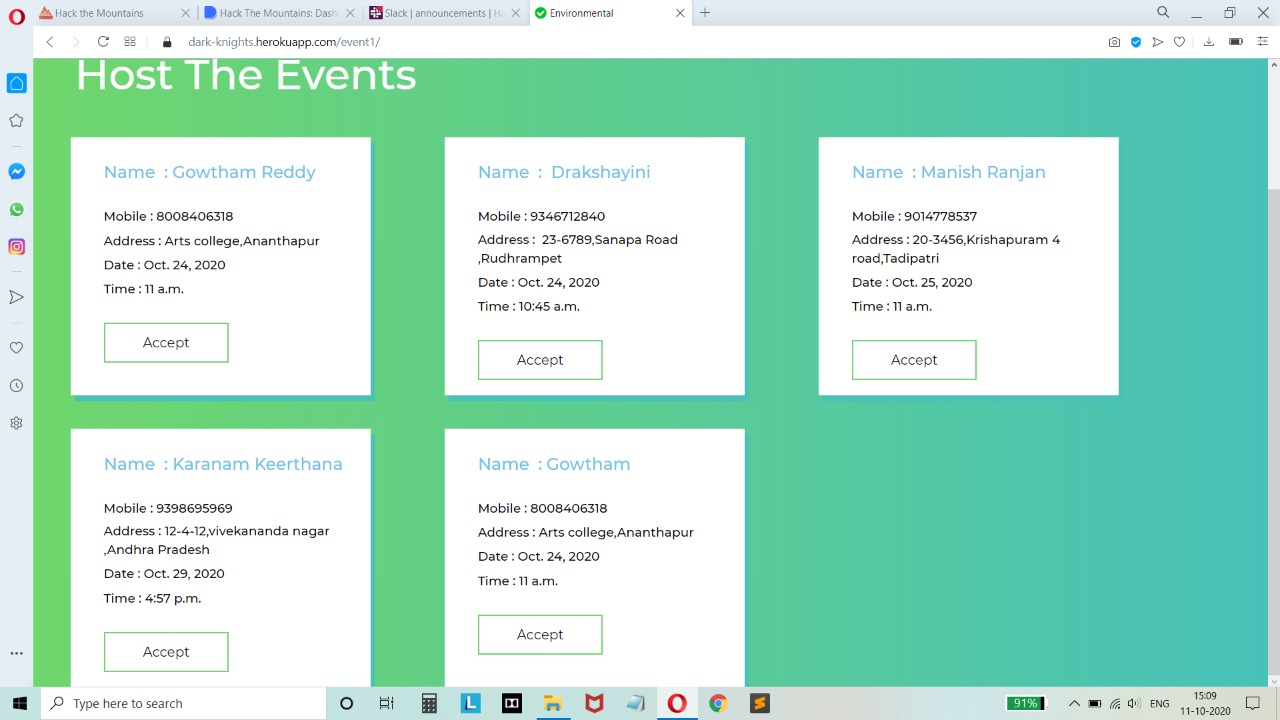 Hack the Mountains
Hack The Mountains: Dash
Slack | announcements | Ha
Environmental
dark-knights.herokuapp.com/event1/
Host The Events
Name : Gowtham Reddy
Mobile : 8008406318
Address : Arts college,Ananthapur
Date : Oct. 24, 2020
Time : 11 a.m.
Accept
Name : Drakshayini
Mobile : 9346712840
Address : 23-6789,Sanapa Road
,Rudhrampet
Date : Oct. 24, 2020
Time : 10:45 a.m.
Accept
Name : Manish Ranjan
Mobile : 9014778537
Address : 20-3456,Krishapuram 4
road,Tadipatri
Date : Oct. 25, 2020
Time : 11 a.m.
Accept
Name : Karanam Keerthana
Mobile : 9398695969
Address : 12-4-12,vivekananda nagar
,Andhra Pradesh
Date : Oct. 29, 2020
Time : 4:57 p.m.
Accept
Name : Gowtham
Mobile : 8008406318
Address : Arts college,Ananthapur
Date : Oct. 24, 2020
Time : 11 a.m.
Accept
Type here to search
L
91%
ENG
15:09
11-10-2020